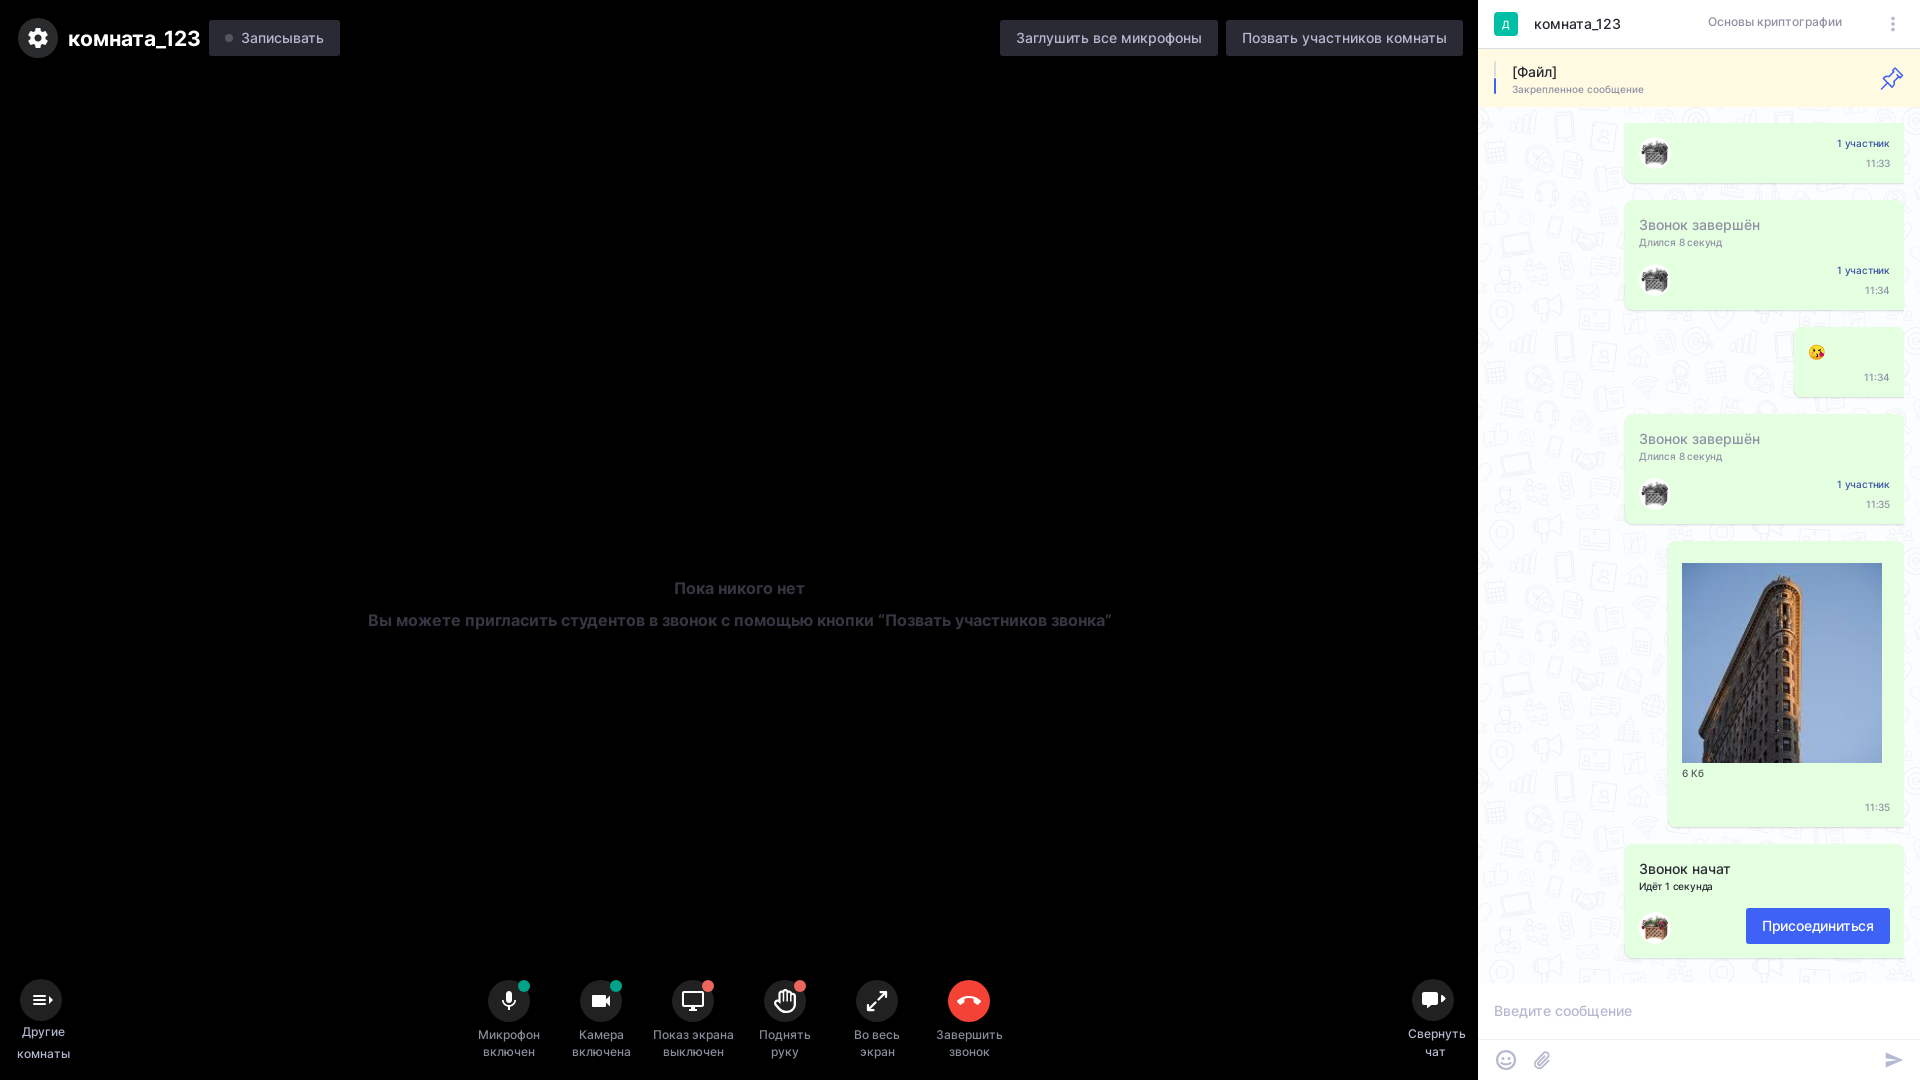 комната_123
Записывать
Заглушить все микрофоны
Позвать участников комнаты
Пока никого нет
Вы можете пригласить студентов в звонок с помощью кнопки “Позвать участников звонка”
Другие
комнаты
Микрофон
включен
Камера
включена
Показ экрана
выключен
Поднять
руку
Во весь
экран
Завершить
звонок
Свернуть
чат
Д
комната_123
Основы криптографии
[Файл]
Закрепленное сообщение
1 участник
11:33
Звонок завершён
Длился 8 секунд
1 участник
11:34
11:34
Звонок завершён
Длился 8 секунд
1 участник
11:35
6 Кб
11:35
Звонок начат
Идёт 1 секунда
Присоединиться
Введите сообщение